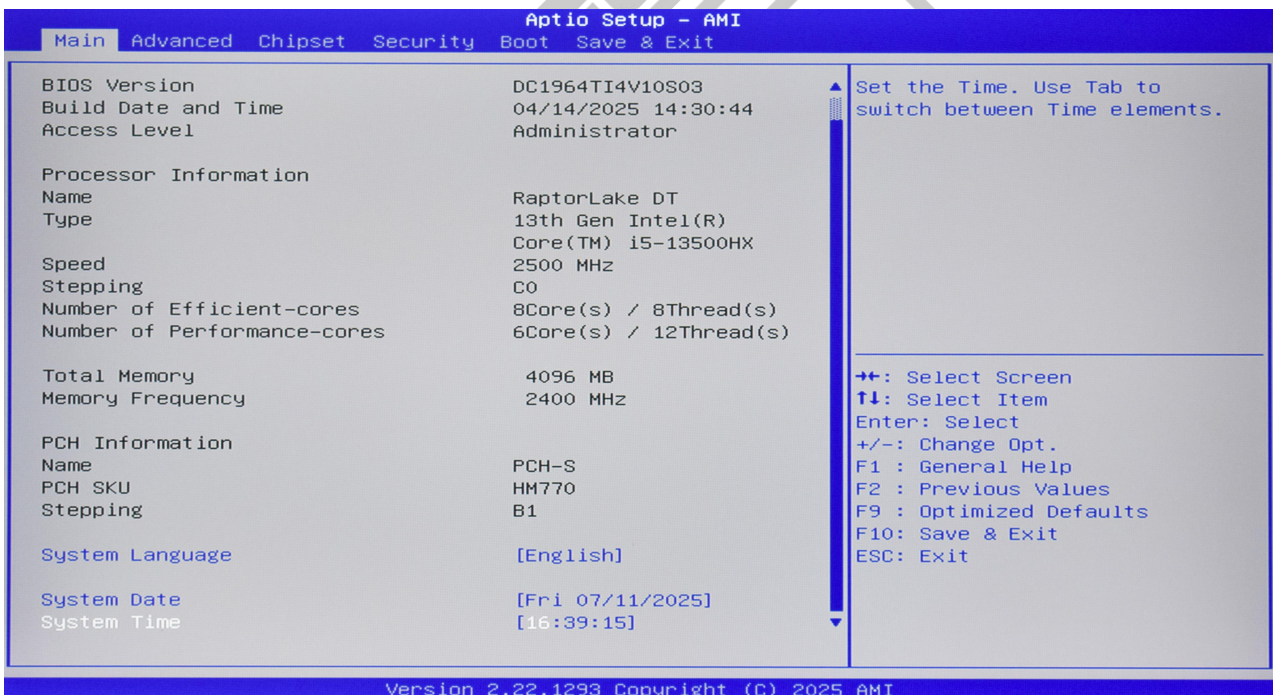 Aptio Setup – AMI
Main Advanced Chipset Security Boot Save & Exit
BIOS Version DC1964TI4V10S03
Build Date and Time 04/14/2025 14:30:44
Access Level Administrator
Processor Information
Name RaptorLake DT
Type 13th Gen Intel(R)
Core(TM) i5-13500HX
Speed 2500 MHz
Stepping C0
Number of Efficient-cores 8Core(s) / 8Thread(s)
Number of Performance-cores 6Core(s) / 12Thread(s)
Total Memory 4096 MB
Memory Frequency 2400 MHz
PCH Information
Name PCH-S
PCH SKU HM770
Stepping B1
System Language [English]
System Date [Fri 07/11/2025]
System Time [16:39:15]
Set the Time. Use Tab to
switch between Time elements.
→←: Select Screen
↑↓: Select Item
Enter: Select
+/-: Change Opt.
F1 : General Help
F2 : Previous Values
F9 : Optimized Defaults
F10: Save & Exit
ESC: Exit
Version 2.22.1293 Copyright (C) 2025 AMI